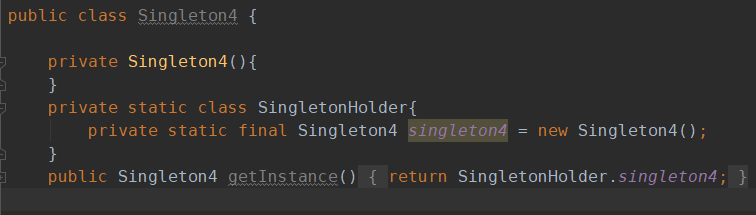 public class Singleton4 {
private Singleton4(){
}
private static class SingletonHolder{
private static final Singleton4 singleton4 = new Singleton4();
}
public Singleton4 getInstance() { return SingletonHolder.singleton4; }